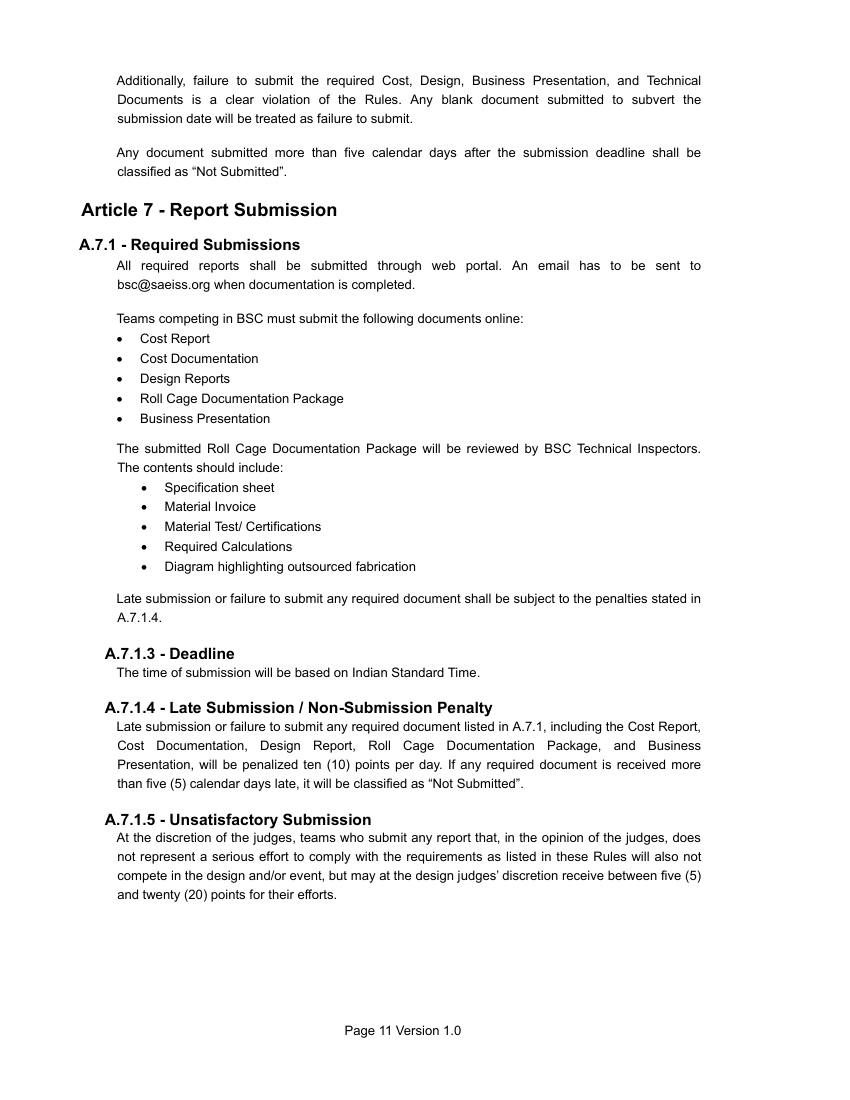 Additionally, failure to submit the required Cost, Design, Business Presentation, and Technical
Documents is a clear violation of the Rules. Any blank document submitted to subvert the
submission date will be treated as failure to submit.
Any document submitted more than five calendar days after the submission deadline shall be
classified as “Not Submitted”.
Article 7 - Report Submission
A.7.1 - Required Submissions
All required reports shall be submitted through web portal. An email has to be sent to
bsc@saeiss.org when documentation is completed.
Teams competing in BSC must submit the following documents online:
• Cost Report
• Cost Documentation
• Design Reports
• Roll Cage Documentation Package
• Business Presentation
The submitted Roll Cage Documentation Package will be reviewed by BSC Technical Inspectors.
The contents should include:
• Specification sheet
• Material Invoice
• Material Test/ Certifications
• Required Calculations
• Diagram highlighting outsourced fabrication
Late submission or failure to submit any required document shall be subject to the penalties stated in
A.7.1.4.
A.7.1.3 - Deadline
The time of submission will be based on Indian Standard Time.
A.7.1.4 - Late Submission / Non-Submission Penalty
Late submission or failure to submit any required document listed in A.7.1, including the Cost Report,
Cost Documentation, Design Report, Roll Cage Documentation Package, and Business
Presentation, will be penalized ten (10) points per day. If any required document is received more
than five (5) calendar days late, it will be classified as “Not Submitted”.
A.7.1.5 - Unsatisfactory Submission
At the discretion of the judges, teams who submit any report that, in the opinion of the judges, does
not represent a serious effort to comply with the requirements as listed in these Rules will also not
compete in the design and/or event, but may at the design judges’ discretion receive between five (5)
and twenty (20) points for their efforts.
Page 11 Version 1.0